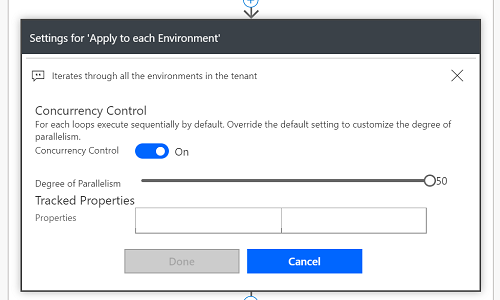 Settings for 'Apply to each Environment'
Iterates through all the environments in the tenant
Concurrency Control
For each loops execute sequentially by default. Override the default setting to customize the degree of
parallelism.
Concurrency Control
On
Degree of Parallelism
50
Tracked Properties
Properties
Done
Cancel